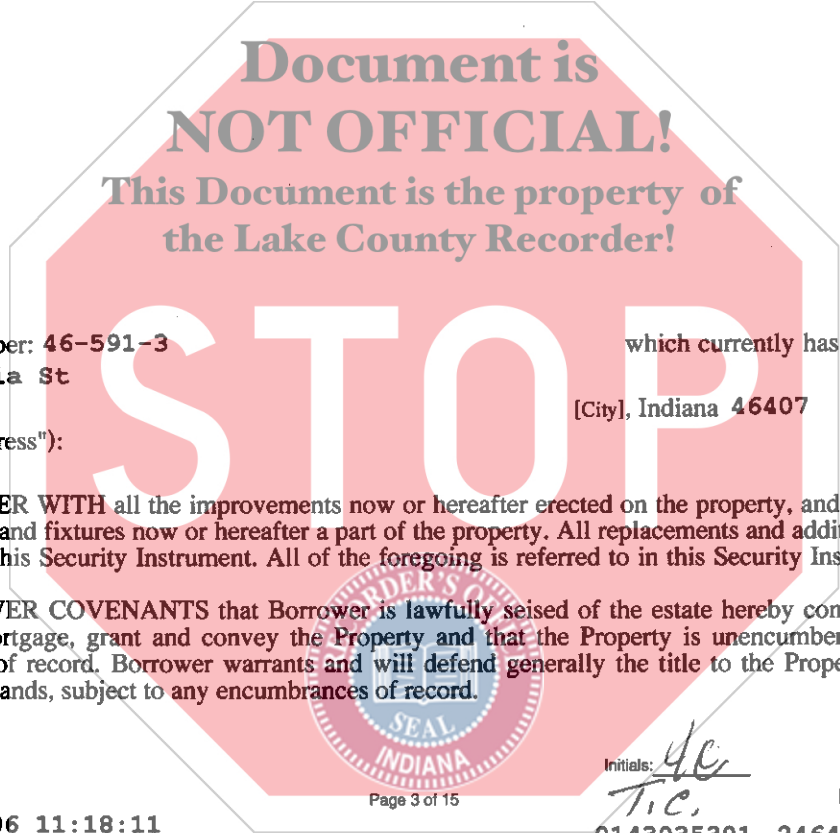 Document is
NOT OFFICIAL!
This Document is the property of
the Lake County Recorder!
STOP
ber: 46-591-3 which currently has
ia St
[City], Indiana 46407
ress"):
ER WITH all the improvements now or hereafter erected on the property, and
and fixtures now or hereafter a part of the property. All replacements and addi
his Security Instrument. All of the foregoing is referred to in this Security Ins
VER COVENANTS that Borrower is lawfully seised of the estate hereby con
ortgage, grant and convey the Property and that the Property is unencumber
of record. Borrower warrants and will defend generally the title to the Prope
ands, subject to any encumbrances of record.
RECORDER'S OFFICE
SEAL
INDIANA
Initials:
T.C.
Page 3 of 15
06 11:18:11